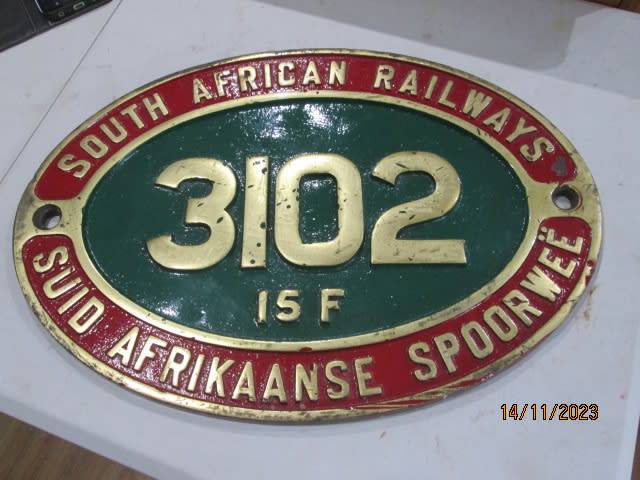 SOUTH AFRICAN RAILWAYS
3102
15 F
SUID AFRIKAANSE SPOORWEË
14/11/2023